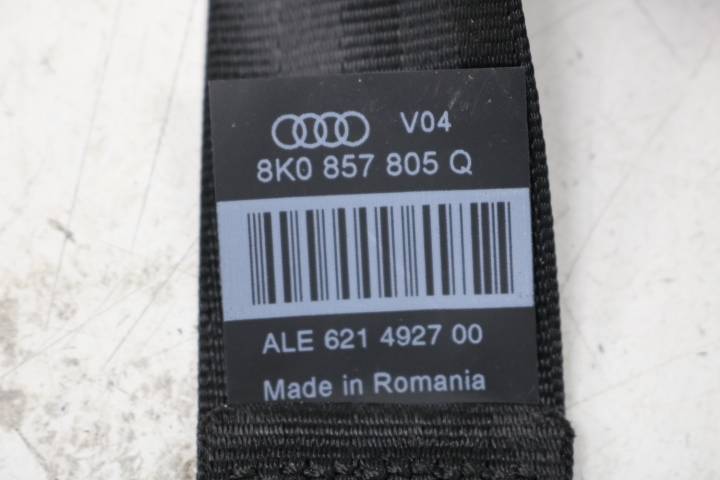 V04
8K0 857 805 Q
ALE 621 4927 00
Made in Romania